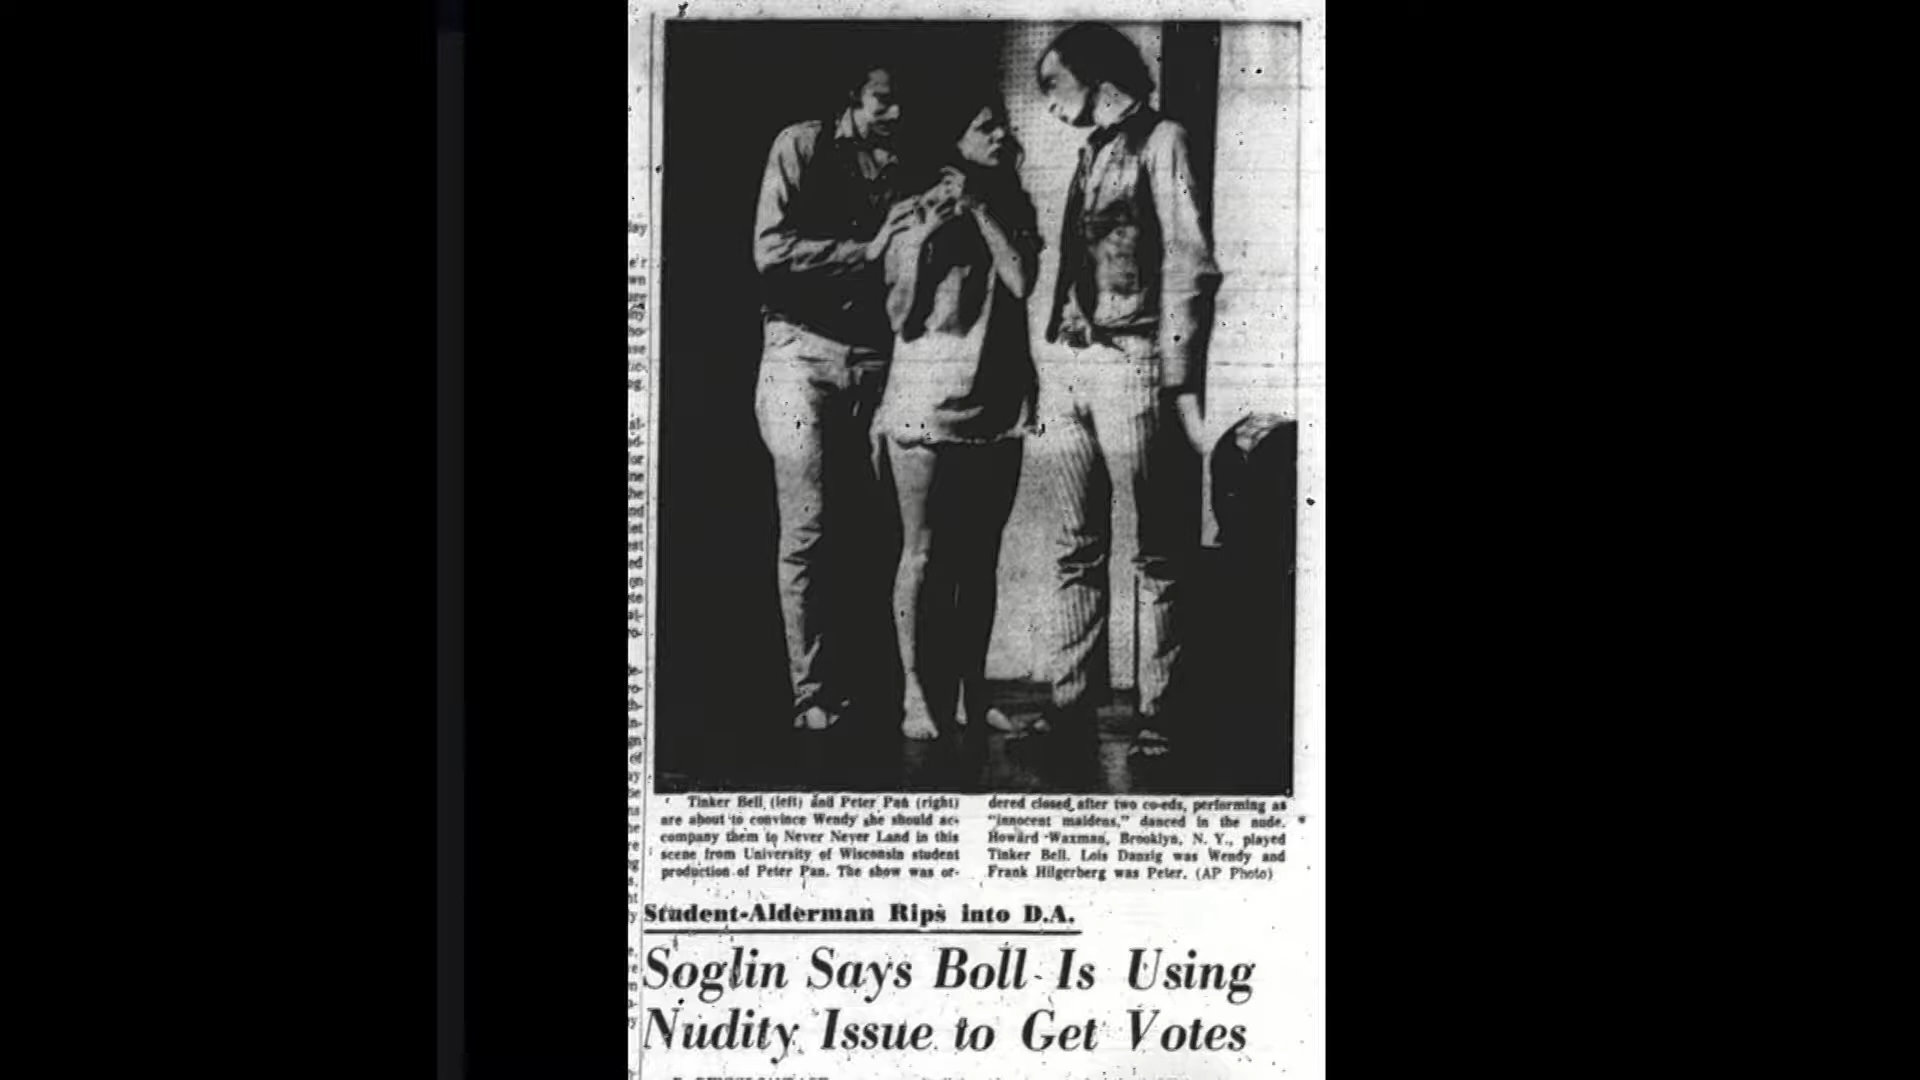 Tinker Bell (left) and Peter Pan (right)
are about to convince Wendy she should ac-
company them to Never Never Land in this
scene from University of Wisconsin student
production of Peter Pan. The show was or-
dered closed after two co-eds, performing as
"innocent maidens," danced in the nude.
Howard Waxman, Brooklyn, N. Y., played
Tinker Bell. Lois Danzig was Wendy and
Frank Hilgerberg was Peter. (AP Photo)
Student-Alderman Rips into D.A.
Soglin Says Boll Is Using
Nudity Issue to Get Votes